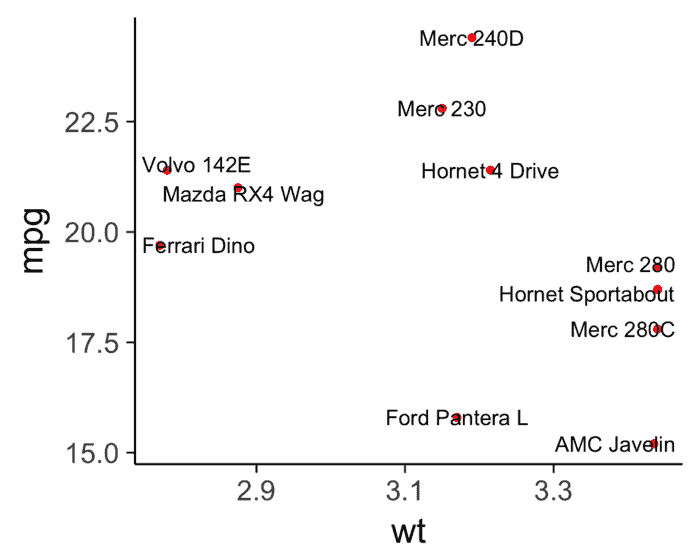 Merc 240D
Merc 230
22.5
Volvo 142E
Hornet 4 Drive
Mazda RX4 Wag
mpg
20.0
Ferrari Dino
Merc 280
Hornet Sportabout
Merc 280C
17.5
Ford Pantera L
AMC Javelin
15.0
2.9
3.1
3.3
wt